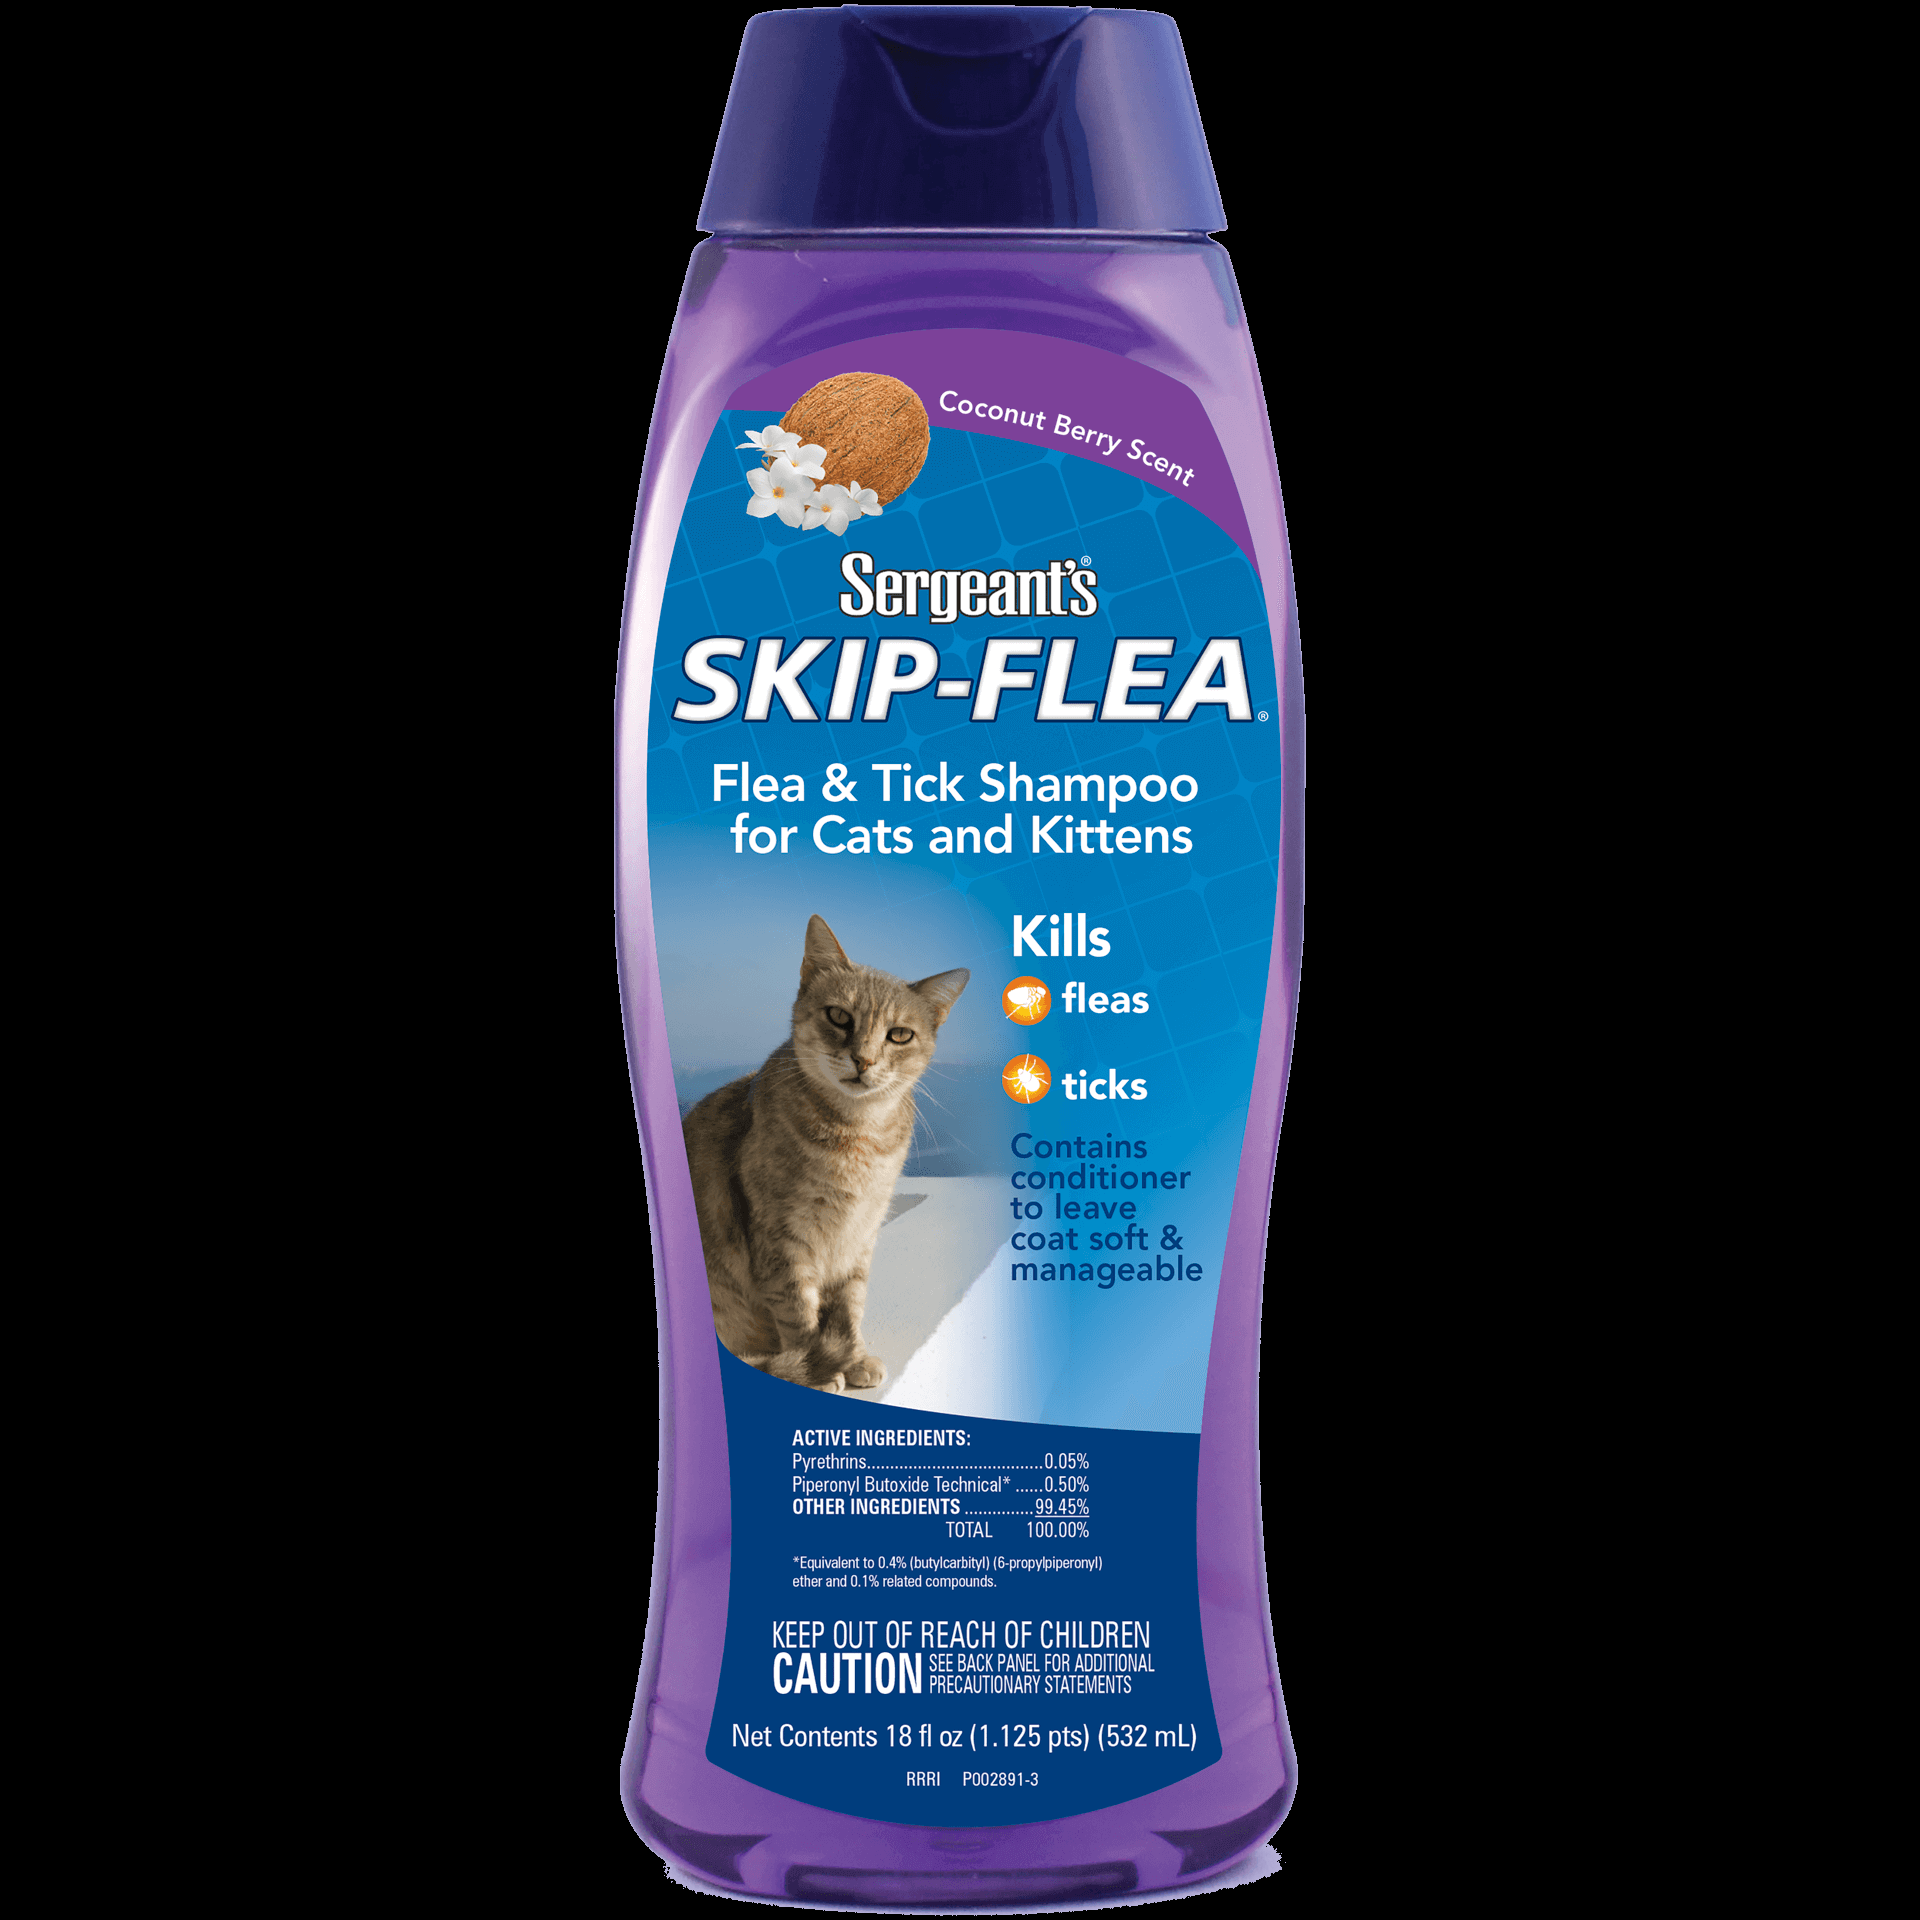 Coconut Berry Scent
Sergeant's®
SKIP-FLEA®
Flea & Tick Shampoo
for Cats and Kittens
Kills
fleas
ticks
Contains
conditioner
to leave
coat soft &
manageable
ACTIVE INGREDIENTS:
Pyrethrins......................................0.05%
Piperonyl Butoxide Technical* ......0.50%
OTHER INGREDIENTS ...............99.45%
TOTAL 100.00%
*Equivalent to 0.4% (butylcarbityl) (6-propylpiperonyl)
ether and 0.1% related compounds.
KEEP OUT OF REACH OF CHILDREN
CAUTION SEE BACK PANEL FOR ADDITIONAL
PRECAUTIONARY STATEMENTS
Net Contents 18 fl oz (1.125 pts) (532 mL)
RRRI P002891-3